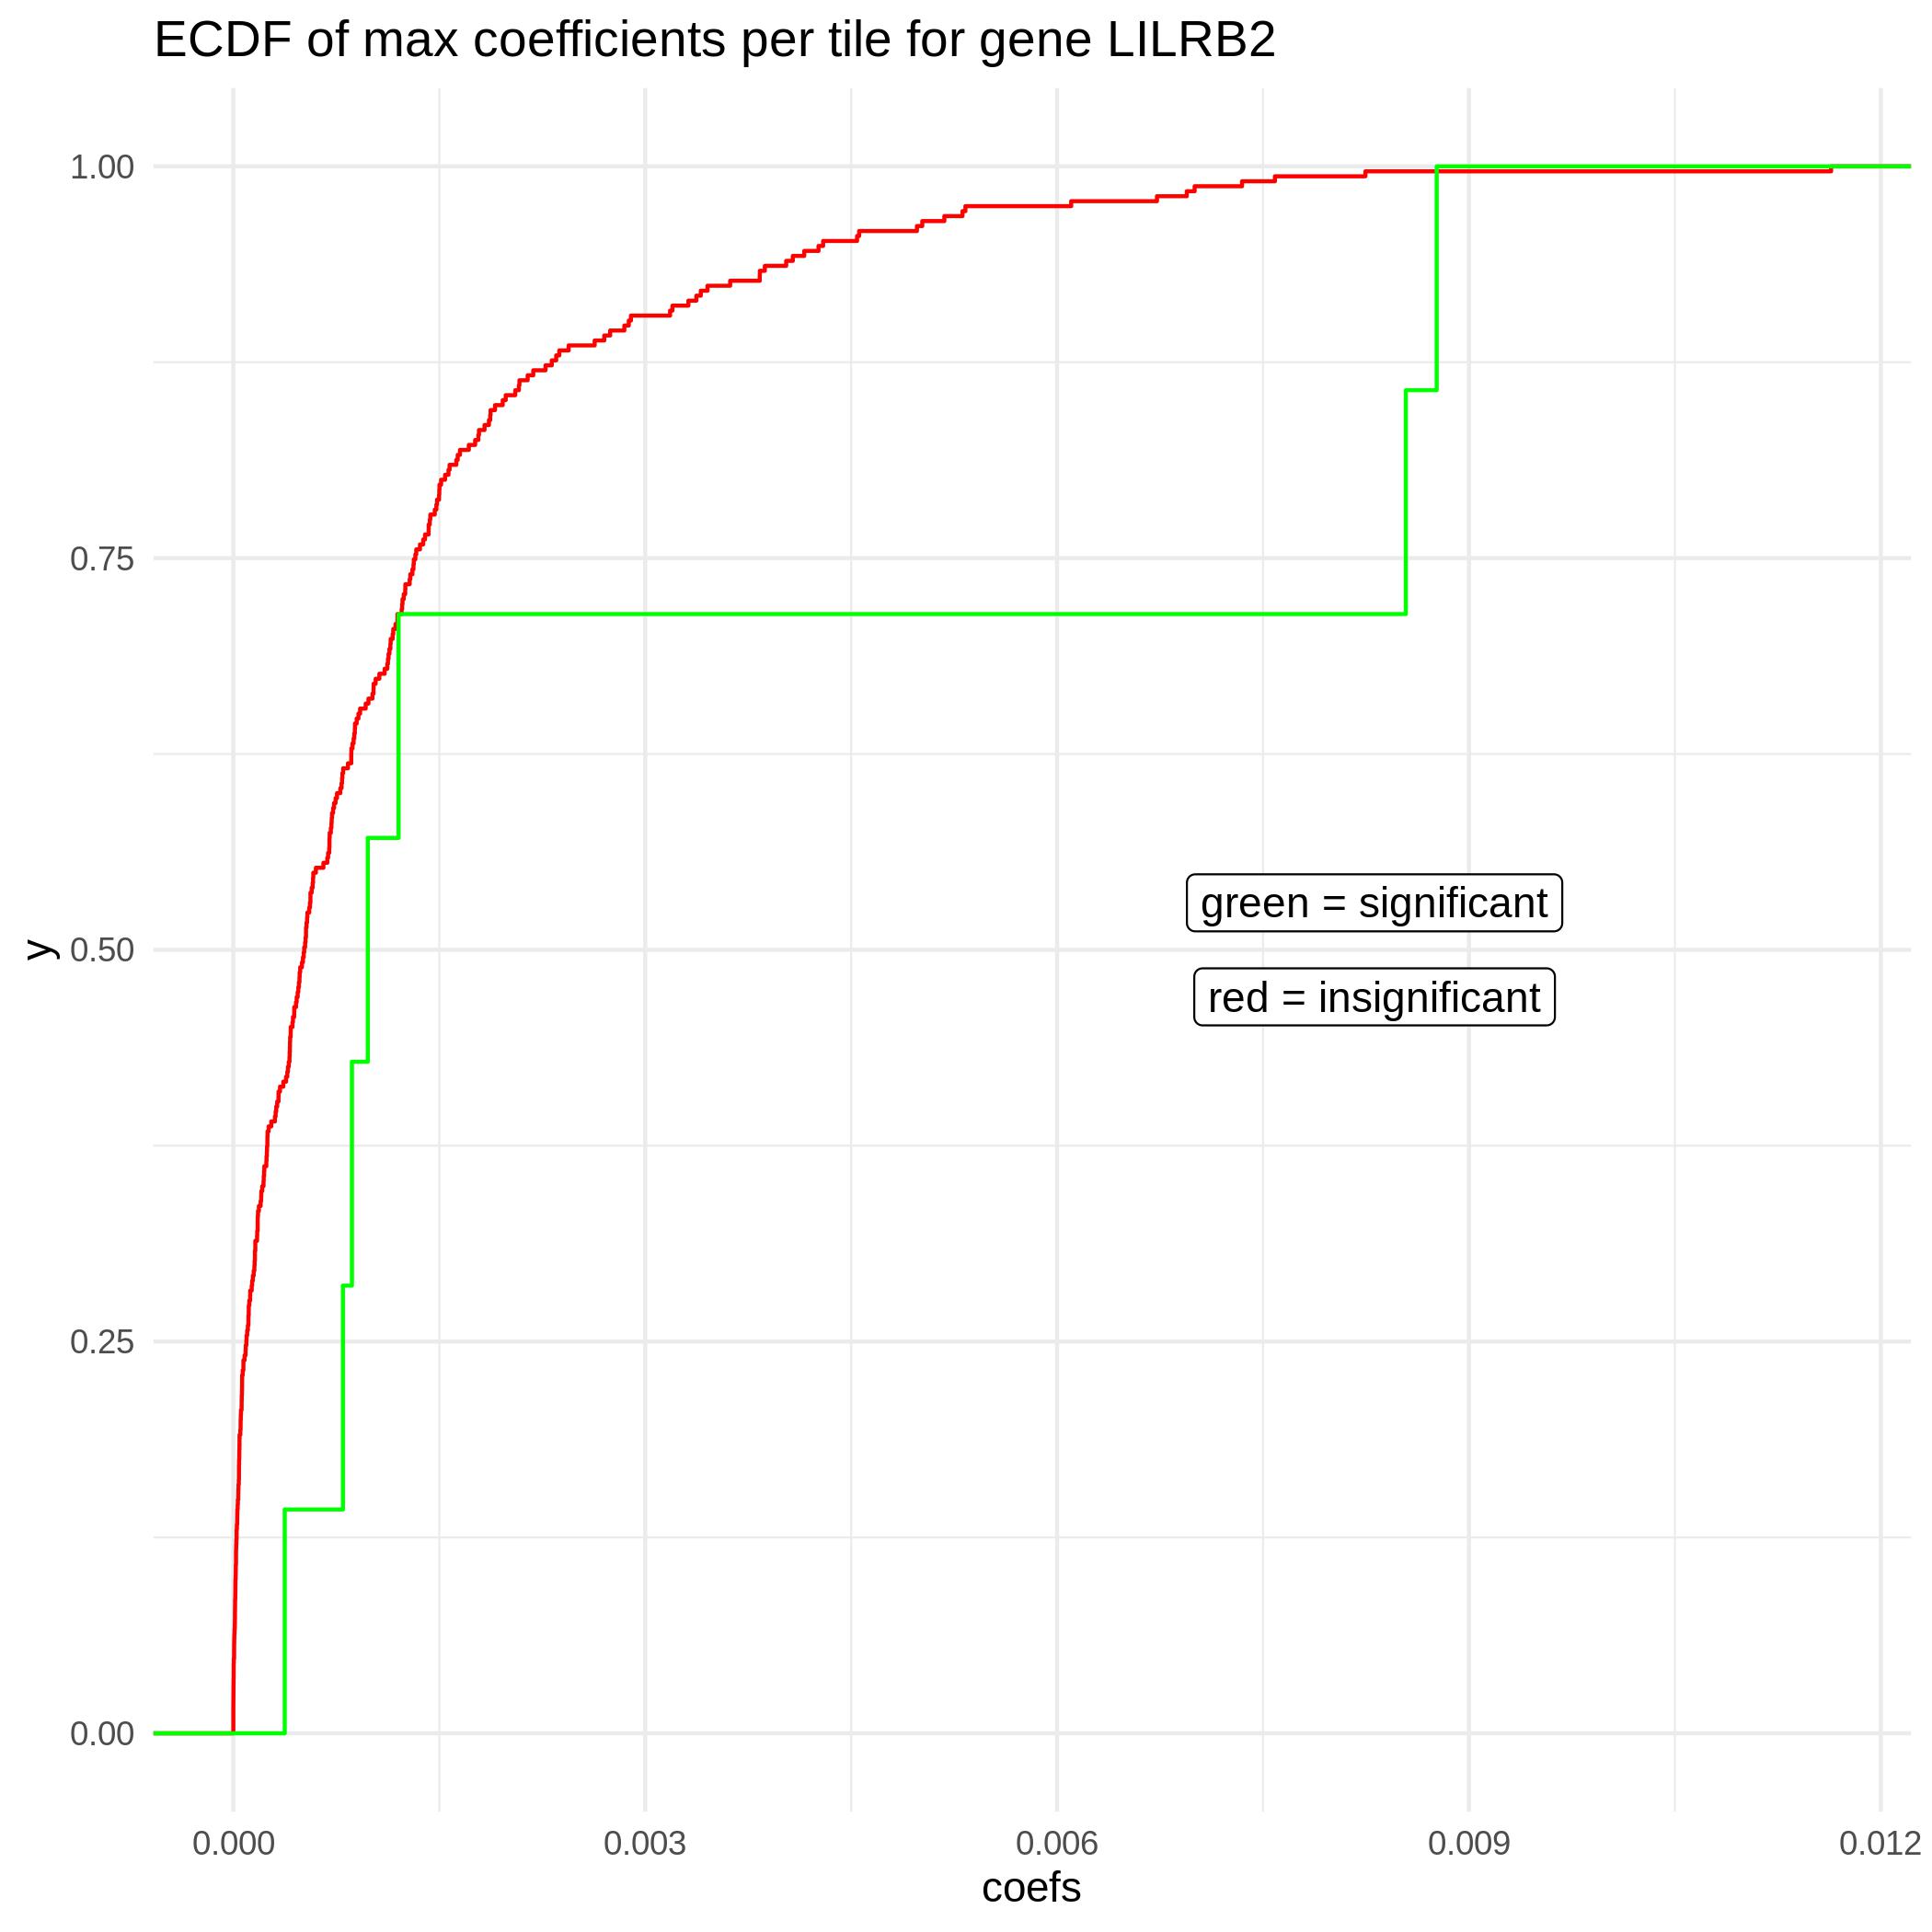 ECDF of max coefficients per tile for gene LILRB2
1.00
0.75
0.50
0.25
0.00
y
green = significant
red = insignificant
0.000 0.003 0.006 0.009 0.012
coefs